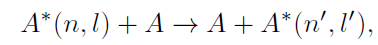 A*(n, l) + A → A + A*(n′, l′),